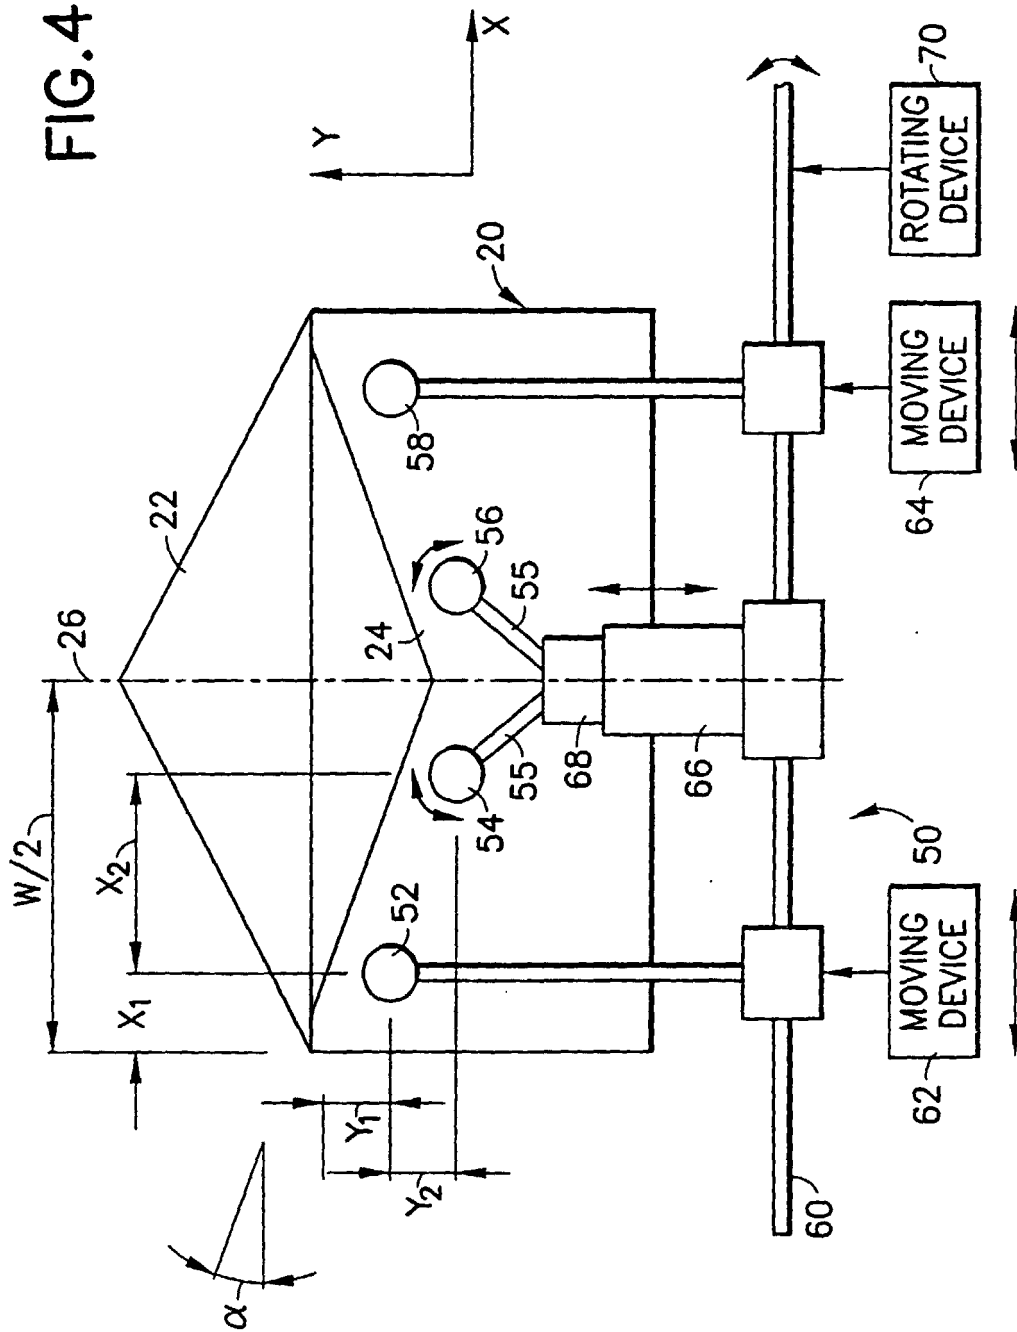 FIG.4
Y
X
W/2
26
22
X2
X1
20
24
52
54
56
58
55
55
Y1
Y2
α
68
66
50
60
62
64
70
MOVING
DEVICE
MOVING
DEVICE
ROTATING
DEVICE